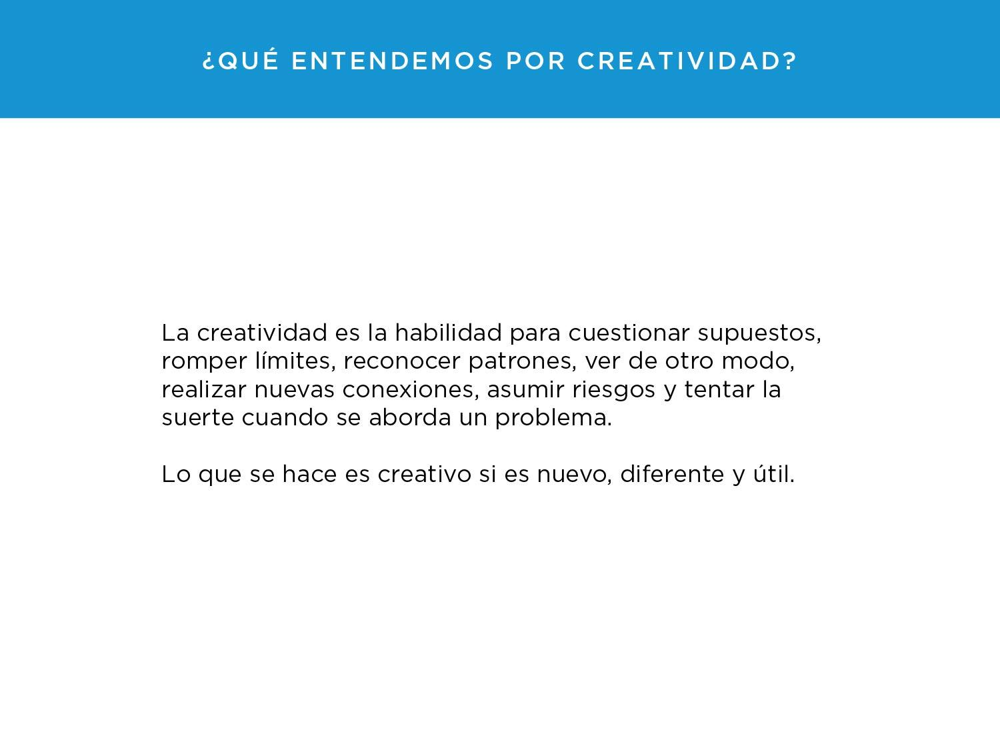 ¿QUÉ ENTENDEMOS POR CREATIVIDAD?
La creatividad es la habilidad para cuestionar supuestos,
romper límites, reconocer patrones, ver de otro modo,
realizar nuevas conexiones, asumir riesgos y tentar la
suerte cuando se aborda un problema.
Lo que se hace es creativo si es nuevo, diferente y útil.